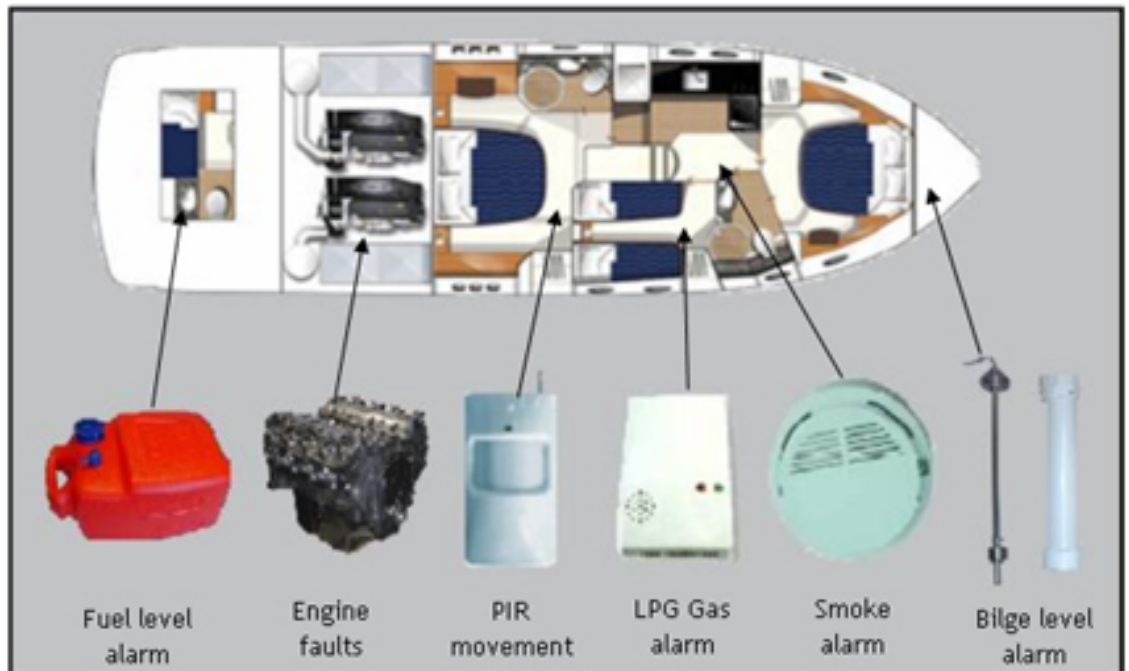 Fuel level
alarm
Engine
faults
PIR
movement
LPG Gas
alarm
Smoke
alarm
Bilge level
alarm